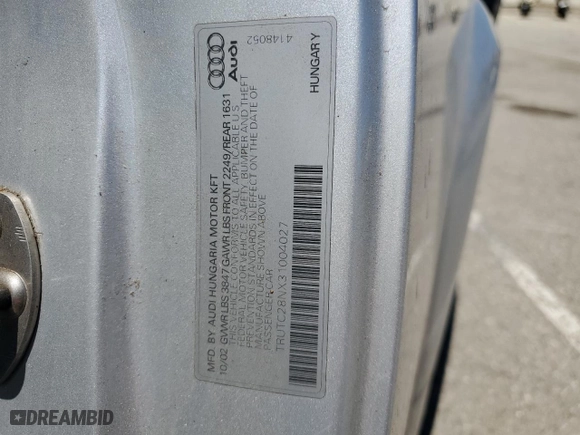 MFD. BY AUDI HUNGARIA MOTOR KFT
10/02 GVWR LBS 3847 GAWR LBS FRONT 2249/REAR 1631
THIS VEHICLE CONFORMS TO ALL APPLICABLE U.S.
FEDERAL MOTOR VEHICLE SAFETY, BUMPER AND THEFT
PREVENTION STANDARDS IN EFFECT ON THE DATE OF
MANUFACTURE SHOWN ABOVE
PASSENGER CAR
TRUTC28NX31004027
Audi
4148052
HUNGARY
DREAMBID